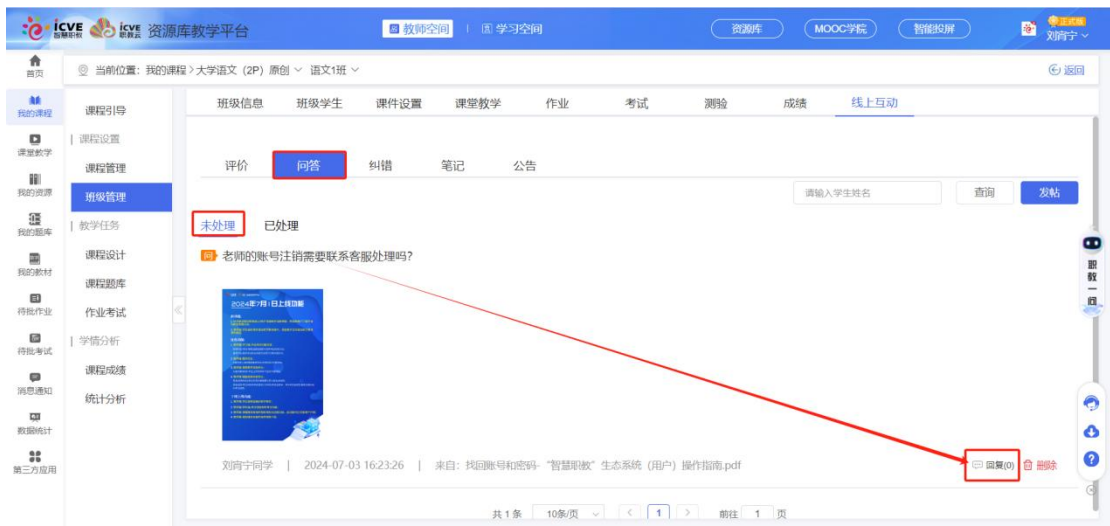 icve 智慧职教 icve 职教云 资源库教学平台 教师空间 学习空间 资源库 MOOC学院 智能投屏 正式版 刘宵宁
首页 当前位置：我的课程 > 大学语文（2P）原创 语文1班 返回
我的课程 课程引导 班级信息 班级学生 课件设置 课堂教学 作业 考试 测验 成绩 线上互动
课堂教学 课程设置
课程管理 评价 问答 纠错 笔记 公告
我的资源 班级管理 请输入学生姓名 查询 发帖
我的题库 教学任务 未处理 已处理
我的教材 课程设计 问 老师的账号注销需要联系客服处理吗?
课程题库 职教一问
待批作业 作业考试 2024年7月1日上线功能
待批考试 学情分析
消息通知 课程成绩
统计分析
数据统计
第三方应用 刘宵宁同学 | 2024-07-03 16:23:26 | 来自：找回账号和密码-“智慧职教”生态系统（用户）操作指南.pdf 回复(0) 删除
共 1 条 10条/页 < 1 > 前往 1 页